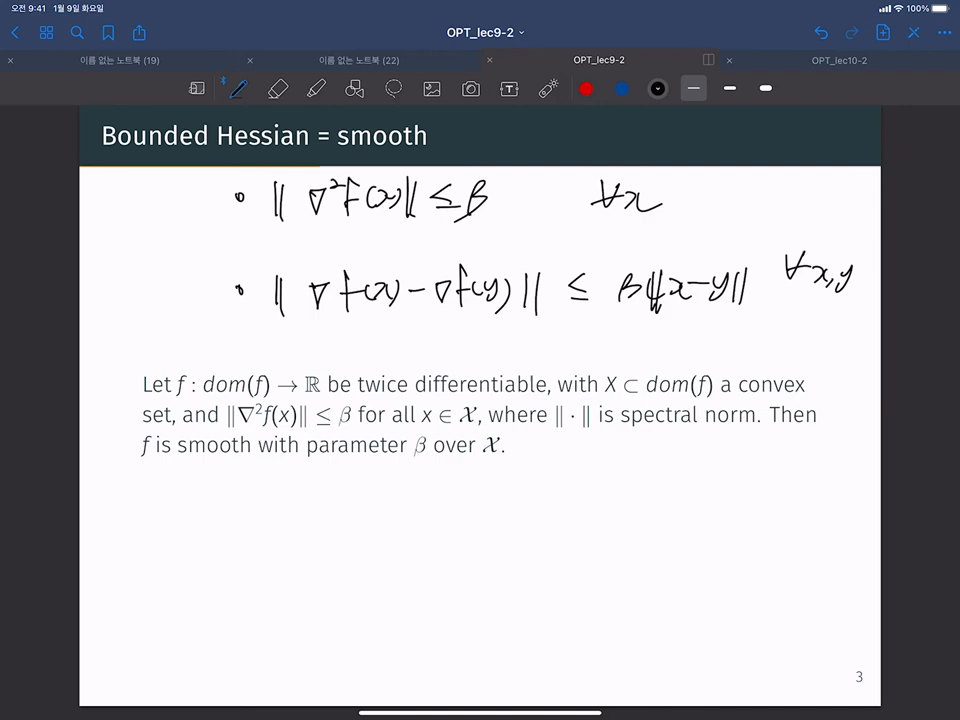 오전 9:41 1월 9일 화요일
100%
OPT_lec9-2
이름 없는 노트북 (19)
이름 없는 노트북 (22)
OPT_lec9-2
OPT_lec10-2
Bounded Hessian = smooth
• ‖ ∇²f(x)‖ ≤ β ∀x
• ‖ ∇f(x) − ∇f(y) ‖ ≤ β‖x−y‖ ∀x,y
Let f : dom(f) → ℝ be twice differentiable, with X ⊂ dom(f) a convex
set, and ‖∇²f(x)‖ ≤ β for all x ∈ 𝒳, where ‖ · ‖ is spectral norm. Then
f is smooth with parameter β over 𝒳.
3